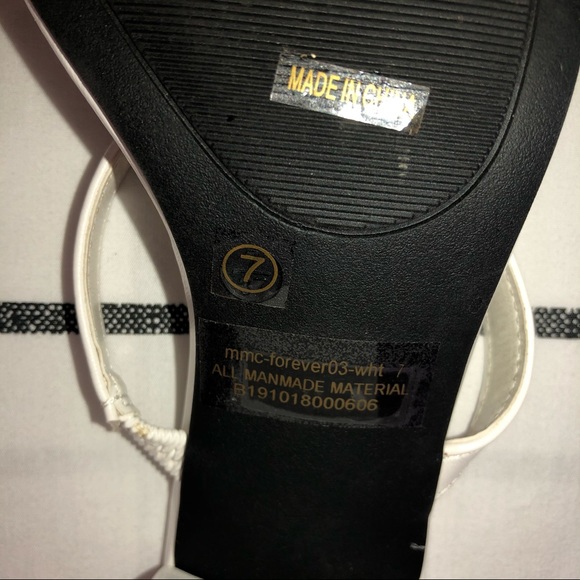 MADE IN CHINA
7
mmc-forever03-wht
ALL MANMADE MATERIAL
B191018000606